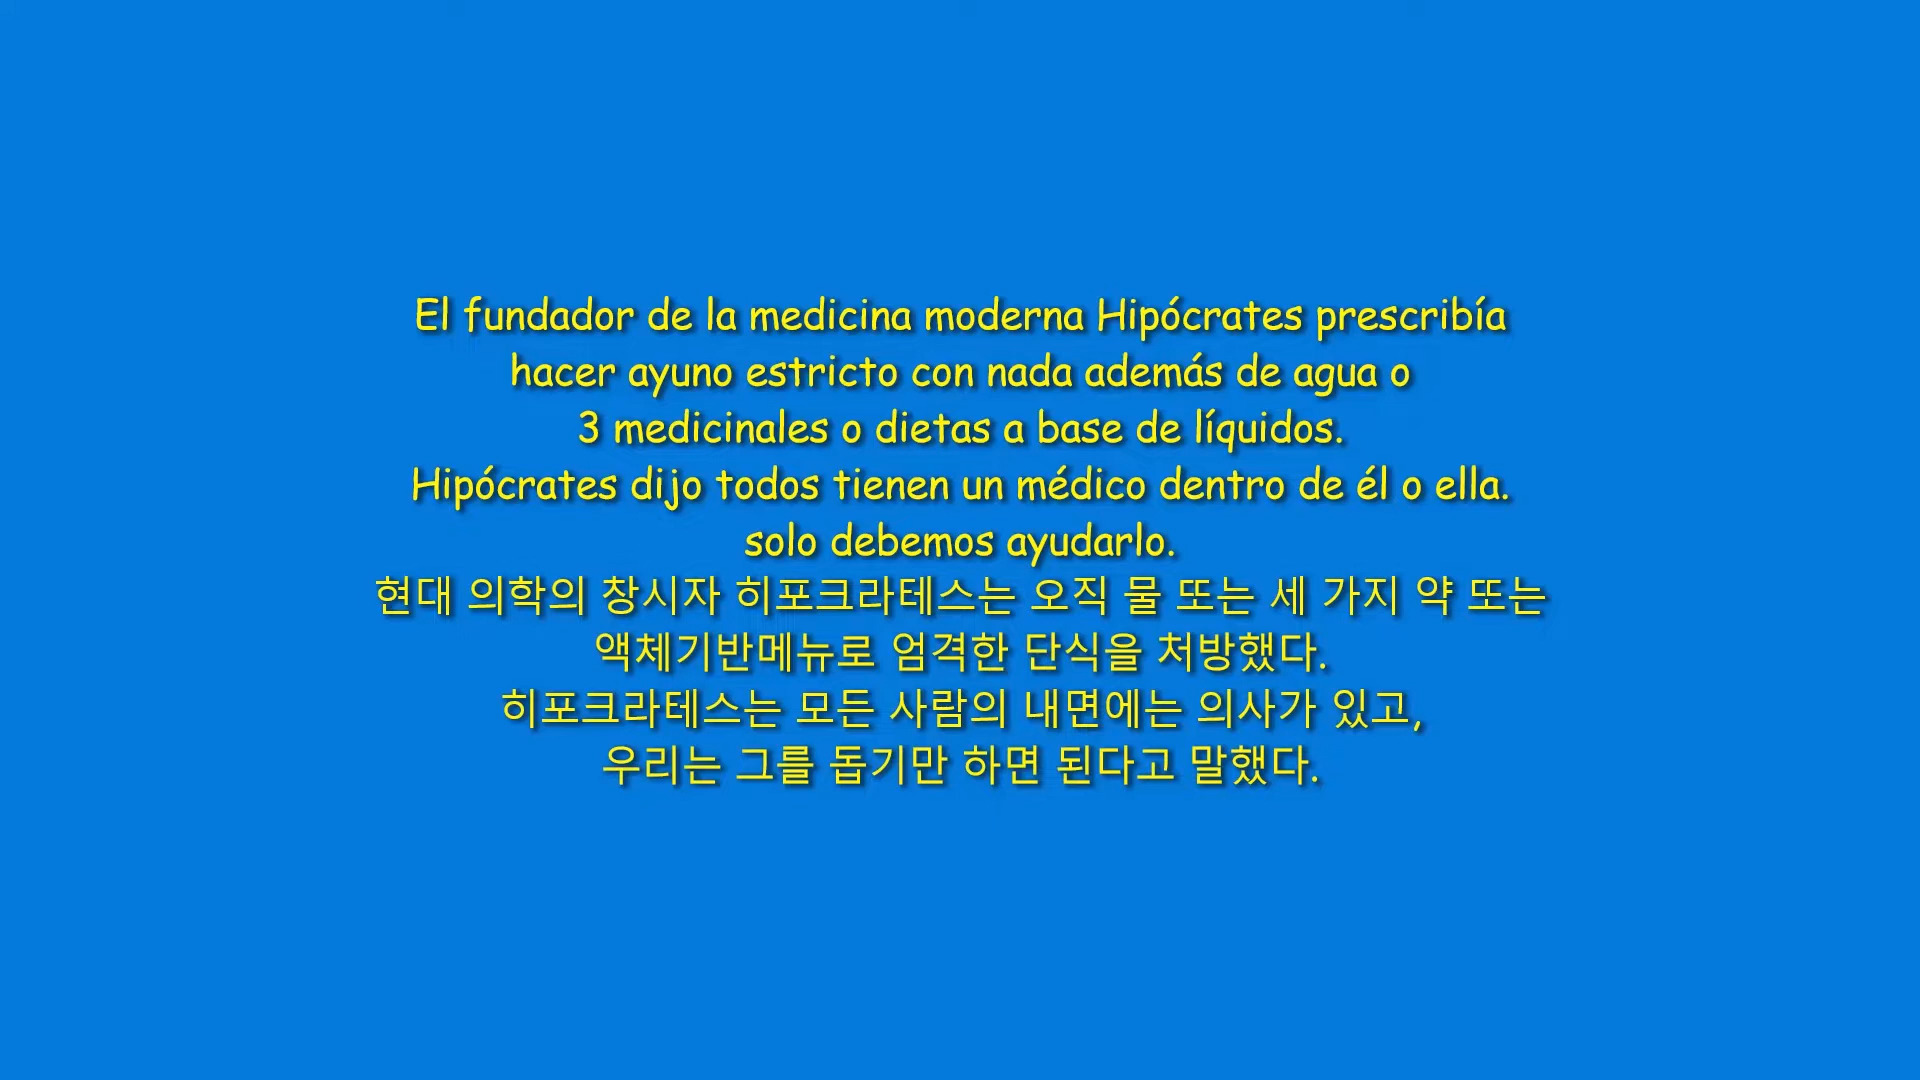 El fundador de la medicina moderna Hipócrates prescribía
hacer ayuno estricto con nada además de agua o
3 medicinales o dietas a base de líquidos.
Hipócrates dijo todos tienen un médico dentro de él o ella.
solo debemos ayudarlo.
현대 의학의 창시자 히포크라테스는 오직 물 또는 세 가지 약 또는
액체기반메뉴로 엄격한 단식을 처방했다.
히포크라테스는 모든 사람의 내면에는 의사가 있고,
우리는 그를 돕기만 하면 된다고 말했다.